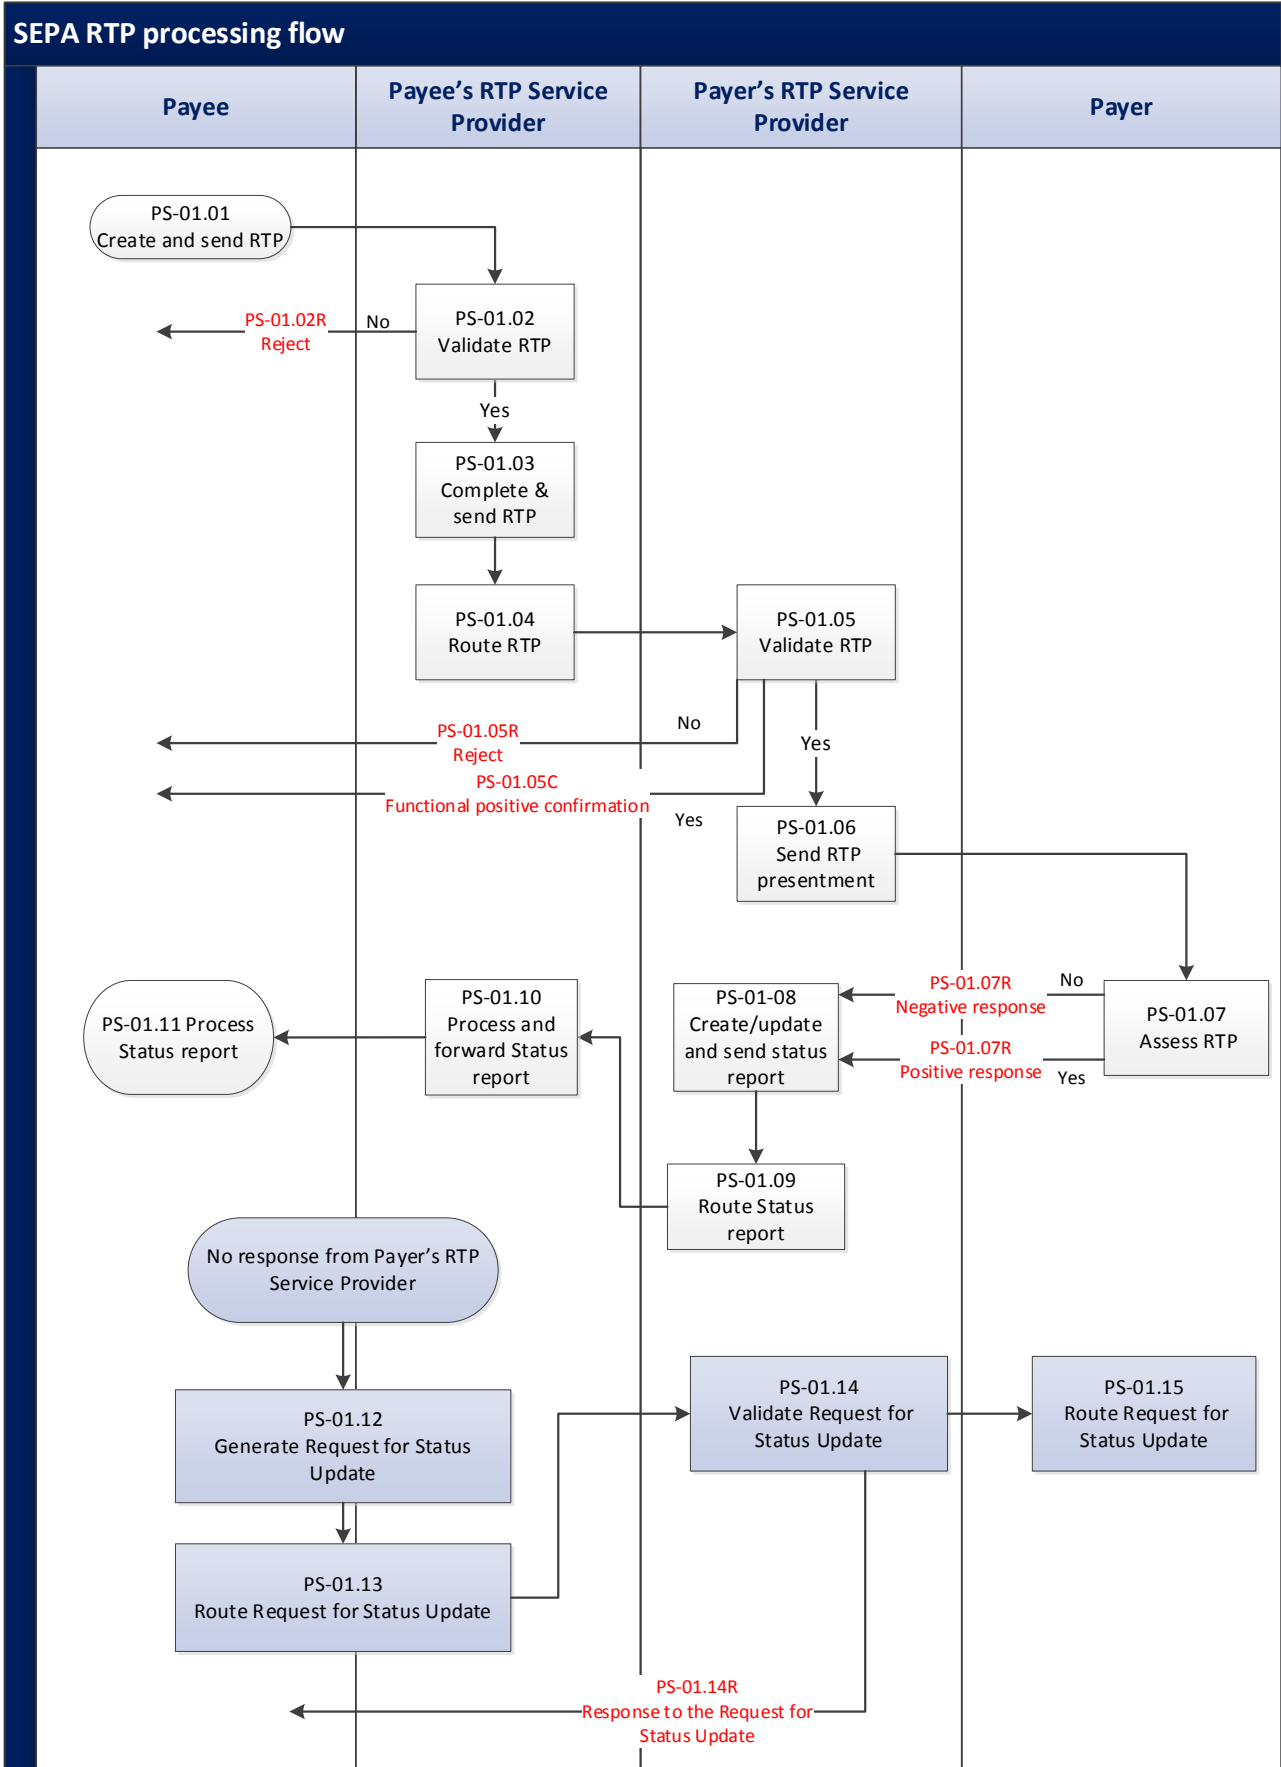 SEPA RTP processing flow
Payee
Payee’s RTP Service
Provider
Payer’s RTP Service
Provider
Payer
PS-01.01
Create and send RTP
PS-01.02
Validate RTP
No
PS-01.02R
Reject
Yes
PS-01.03
Complete &
send RTP
PS-01.04
Route RTP
PS-01.05
Validate RTP
No
PS-01.05R
Reject
Yes
PS-01.05C
Functional positive confirmation
Yes
PS-01.06
Send RTP
presentment
PS-01.07
Assess RTP
No
PS-01.07R
Negative response
PS-01.07R
Positive response
Yes
PS-01-08
Create/update
and send status
report
PS-01.09
Route Status
report
PS-01.10
Process and
forward Status
report
PS-01.11 Process
Status report
No response from Payer’s RTP
Service Provider
PS-01.12
Generate Request for Status
Update
PS-01.13
Route Request for Status Update
PS-01.14
Validate Request for
Status Update
PS-01.15
Route Request for
Status Update
PS-01.14R
Response to the Request for
Status Update